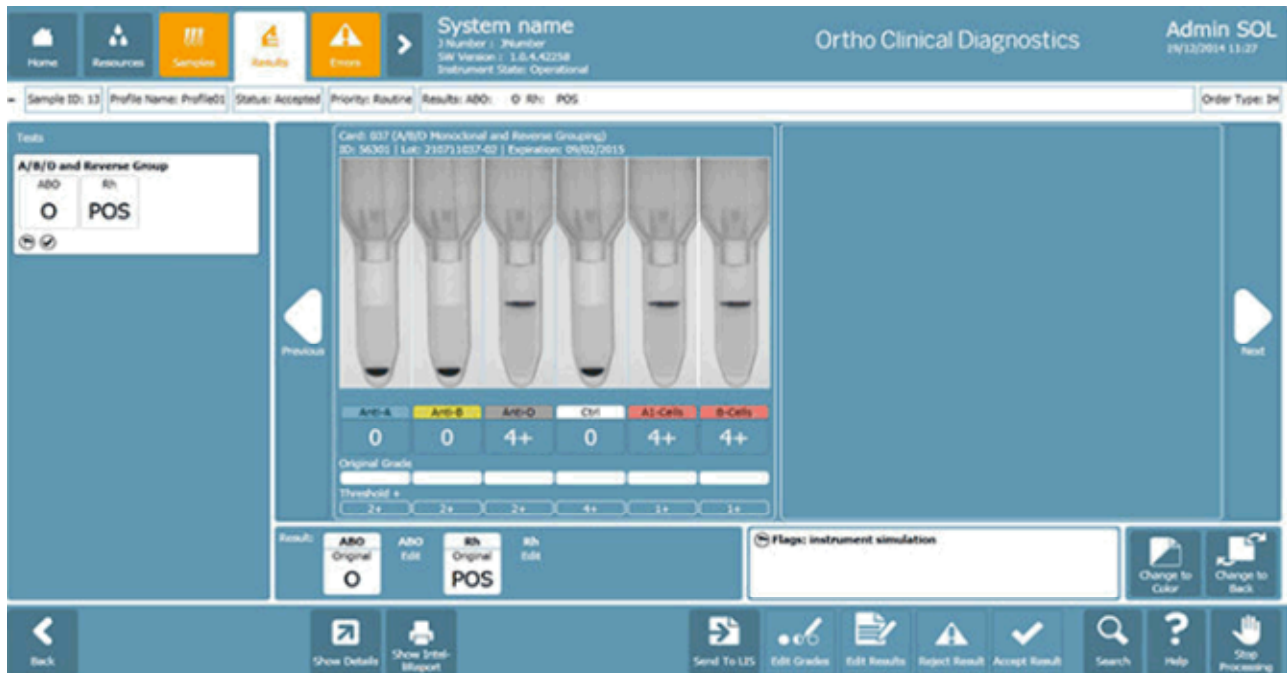 Home
Resources
Samples
Results
Errors
System name
J Number : JNumber
SW Version : 1.0.4.42258
Instrument State: Operational
Ortho Clinical Diagnostics
Admin SOL
19/12/2014 11:27
Sample ID: 13
Profile Name: Profile01
Status: Accepted
Priority: Routine
Results: ABO: O Rh: POS
Order Type: IH
Tests
A/B/D and Reverse Group
ABO Rh
O POS
Card: 037 (A/B/D Monoclonal and Reverse Grouping)
ID: 56301 | Lot: 210711037-02 | Expiration: 09/02/2015
Previous
Next
Anti-A Anti-B Anti-D Ctrl A1-Cells B-Cells
0 0 4+ 0 4+ 4+
Original Grade
Threshold +
2+ 2+ 2+ 4+ 1+ 1+
Result:
ABO ABO Rh Rh
Original Edit Original Edit
O POS
Flags: instrument simulation
Change to Color
Change to Back
Back
Show Details
Show Intel-
liReport
Send To LIS
Edit Grades
Edit Results
Reject Result
Accept Result
Search
Help
Stop
Processing